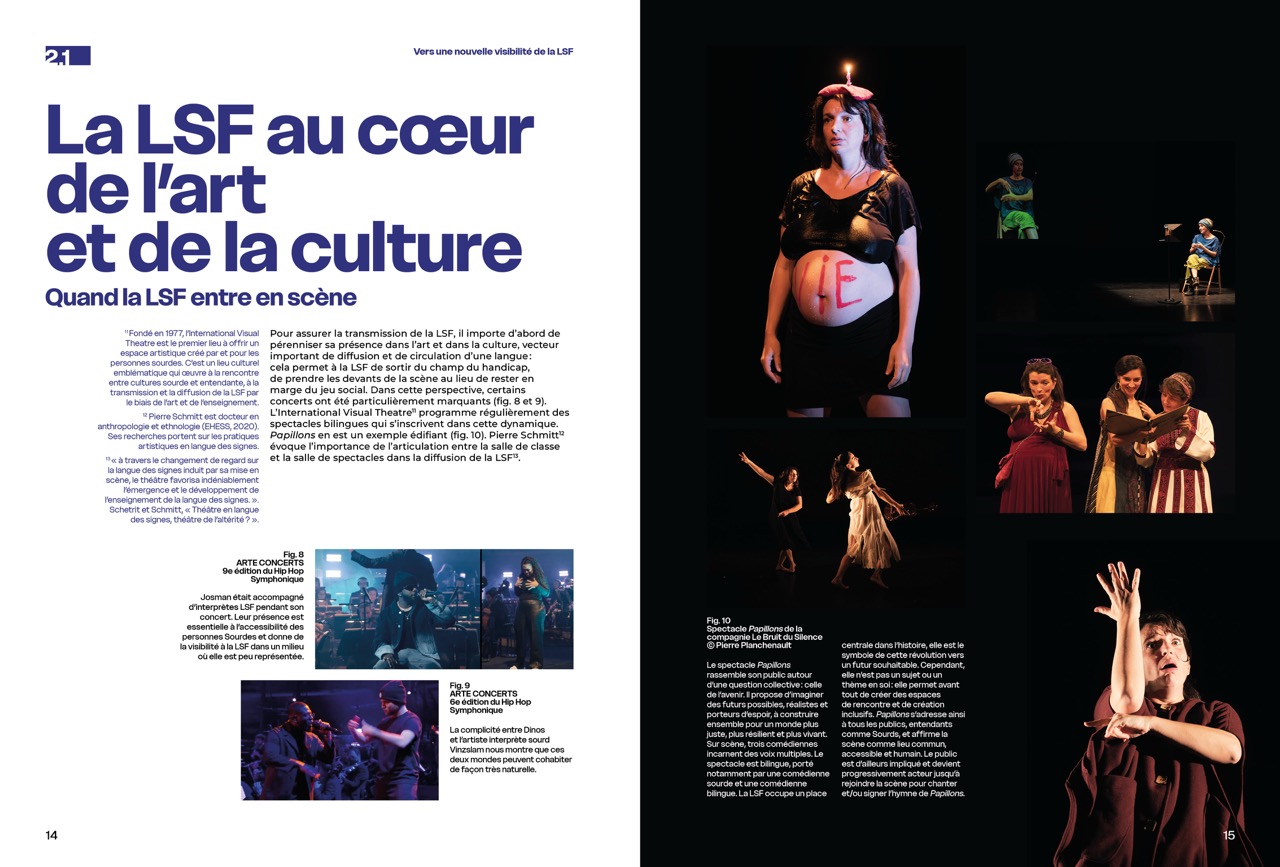 2.1
Vers une nouvelle visibilité de la LSF
La LSF au cœur
de l’art
et de la culture
Quand la LSF entre en scène
¹¹ Fondé en 1977, l’International Visual
Theatre est le premier lieu à offrir un
espace artistique créé par et pour les
personnes sourdes. C’est un lieu culturel
emblématique qui œuvre à la rencontre
entre cultures sourde et entendante, à la
transmission et la diffusion de la LSF par
le biais de l’art et de l’enseignement.
¹² Pierre Schmitt est docteur en
anthropologie et ethnologie (EHESS, 2020).
Ses recherches portent sur les pratiques
artistiques en langue des signes.
¹³ « à travers le changement de regard sur
la langue des signes induit par sa mise en
scène, le théâtre favorisa indéniablement
l’émergence et le développement de
l’enseignement de la langue des signes. ».
Schetrit et Schmitt, « Théâtre en langue
des signes, théâtre de l’altérité ? ».
Pour assurer la transmission de la LSF, il importe d’abord de
pérenniser sa présence dans l’art et dans la culture, vecteur
important de diffusion et de circulation d’une langue :
cela permet à la LSF de sortir du champ du handicap,
de prendre les devants de la scène au lieu de rester en
marge du jeu social. Dans cette perspective, certains
concerts ont été particulièrement marquants (fig. 8 et 9).
L’International Visual Theatre¹¹ programme régulièrement des
spectacles bilingues qui s’inscrivent dans cette dynamique.
Papillons en est un exemple édifiant (fig. 10). Pierre Schmitt¹²
évoque l’importance de l’articulation entre la salle de classe
et la salle de spectacles dans la diffusion de la LSF¹³.
Fig. 8
ARTE CONCERTS
9e édition du Hip Hop
Symphonique
Josman était accompagné
d’interprètes LSF pendant son
concert. Leur présence est
essentielle à l’accessibilité des
personnes Sourdes et donne de
la visibilité à la LSF dans un milieu
où elle est peu représentée.
Fig. 9
ARTE CONCERTS
6e édition du Hip Hop
Symphonique
La complicité entre Dinos
et l’artiste interprète sourd
Vinzslam nous montre que ces
deux mondes peuvent cohabiter
de façon très naturelle.
14
IE
Fig. 10
Spectacle Papillons de la
compagnie Le Bruit du Silence
© Pierre Planchenault
Le spectacle Papillons
rassemble son public autour
d’une question collective : celle
de l’avenir. Il propose d’imaginer
des futurs possibles, réalistes et
porteurs d’espoir, à construire
ensemble pour un monde plus
juste, plus résilient et plus vivant.
Sur scène, trois comédiennes
incarnent des voix multiples. Le
spectacle est bilingue, porté
notamment par une comédienne
sourde et une comédienne
bilingue. La LSF occupe un place
centrale dans l’histoire, elle est le
symbole de cette révolution vers
un futur souhaitable. Cependant,
elle n’est pas un sujet ou un
thème en soi : elle permet avant
tout de créer des espaces
de rencontre et de création
inclusifs. Papillons s’adresse ainsi
à tous les publics, entendants
comme Sourds, et affirme la
scène comme lieu commun,
accessible et humain. Le public
est d’ailleurs impliqué et devient
progressivement acteur jusqu’à
rejoindre la scène pour chanter
et/ou signer l’hymne de Papillons.
15